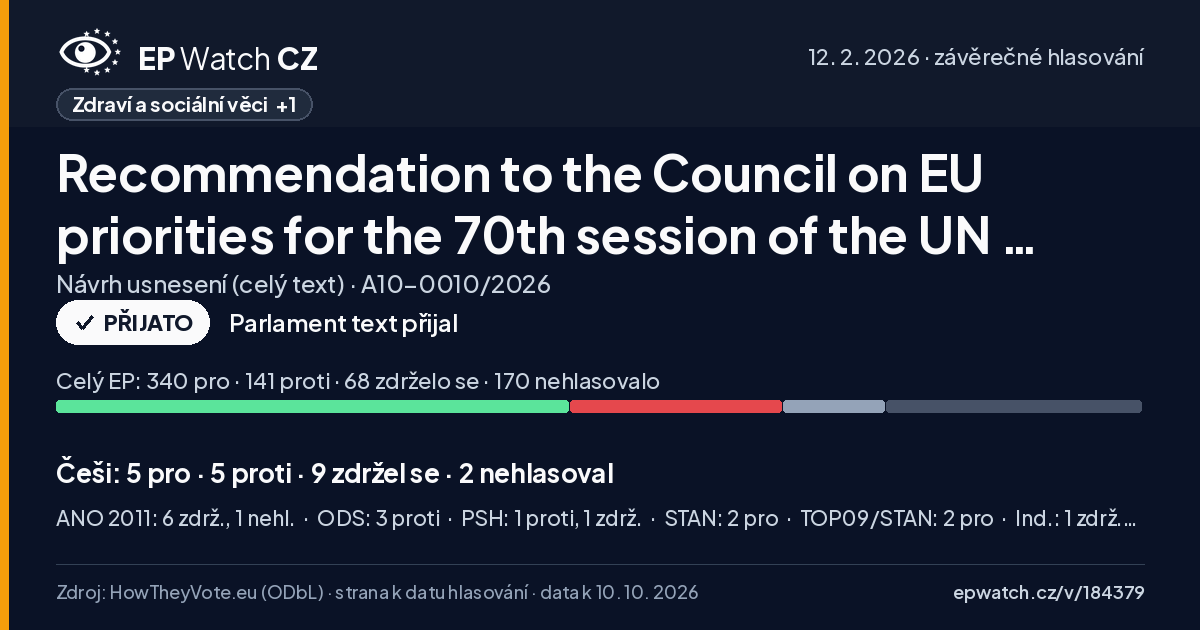 EP Watch CZ
12. 2. 2026 · závěrečné hlasování
Zdraví a sociální věci +1
Recommendation to the Council on EU
priorities for the 70th session of the UN …
Návrh usnesení (celý text) · A10–0010/2026
✓ PŘIJATO Parlament text přijal
Celý EP: 340 pro · 141 proti · 68 zdrželo se · 170 nehlasovalo
Češi: 5 pro · 5 proti · 9 zdržel se · 2 nehlasoval
ANO 2011: 6 zdrž., 1 nehl. · ODS: 3 proti · PSH: 1 proti, 1 zdrž. · STAN: 2 pro · TOP09/STAN: 2 pro · Ind.: 1 zdrž. …
Zdroj: HowTheyVote.eu (ODbL) · strana k datu hlasování · data k 10. 10. 2026
epwatch.cz/v/184379